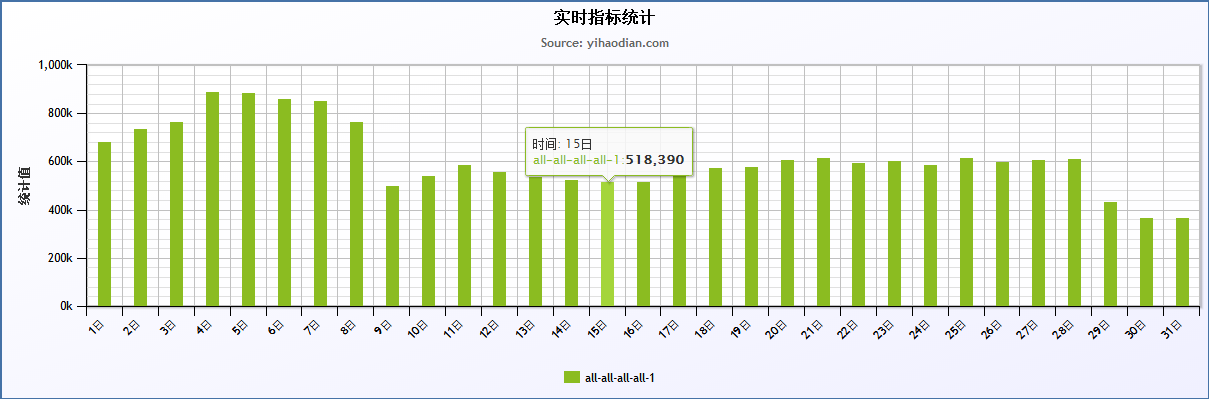 实时指标统计
Source: yihaodian.com
统计值
1,000k
800k
600k
400k
200k
0k
时间: 15日
all-all-all-all-1:518,390
1日 2日 3日 4日 5日 6日 7日 8日 9日 10日 11日 12日 13日 14日 15日 16日 17日 18日 19日 20日 21日 22日 23日 24日 25日 26日 27日 28日 29日 30日 31日
all-all-all-all-1